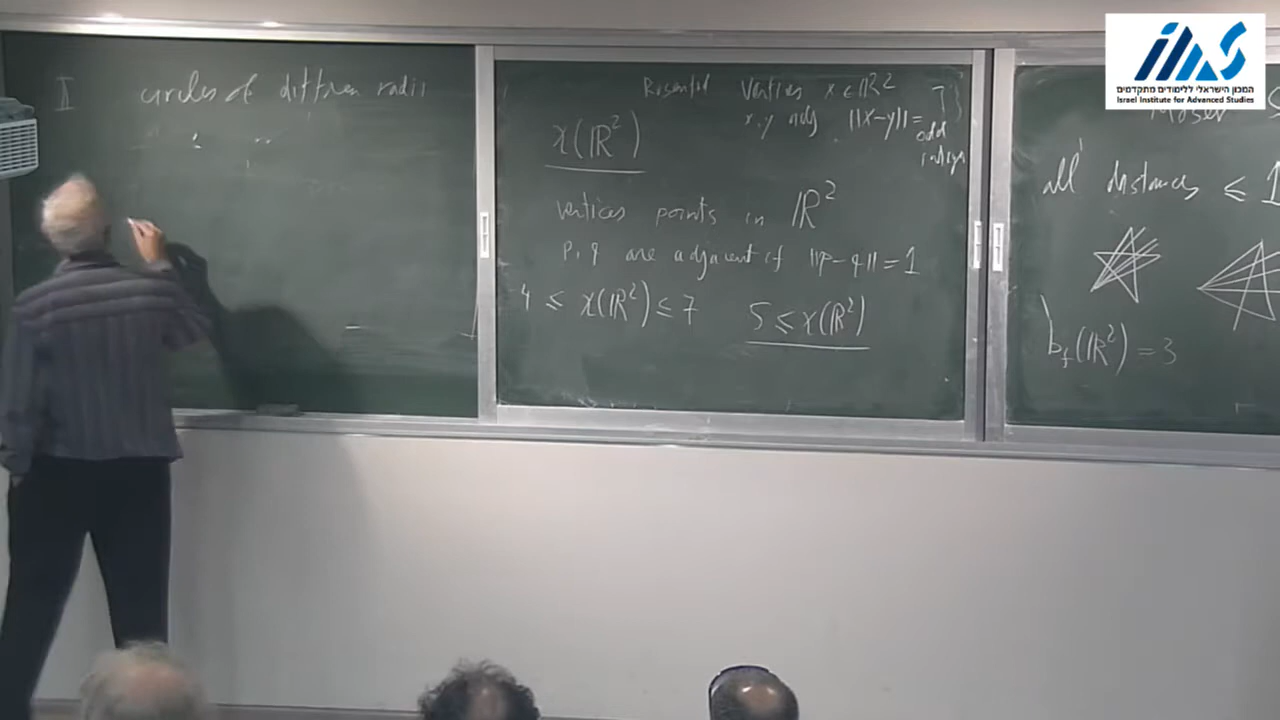 II circles of differen radii
χ(ℝ²)
vertices x ∈ ℝ²
x, y adj ||x-y|| = odd
vertices points in ℝ²
p, q are adjacent if ||p-q|| = 1
4 ≤ χ(ℝ²) ≤ 7 5 ≤ χ(ℝ²)
Moser S
all distances ≤ 1
b_f(ℝ²) = 3
IIAS
המכון הישראלי ללימודים מתקדמים
Israel Institute for Advanced Studies